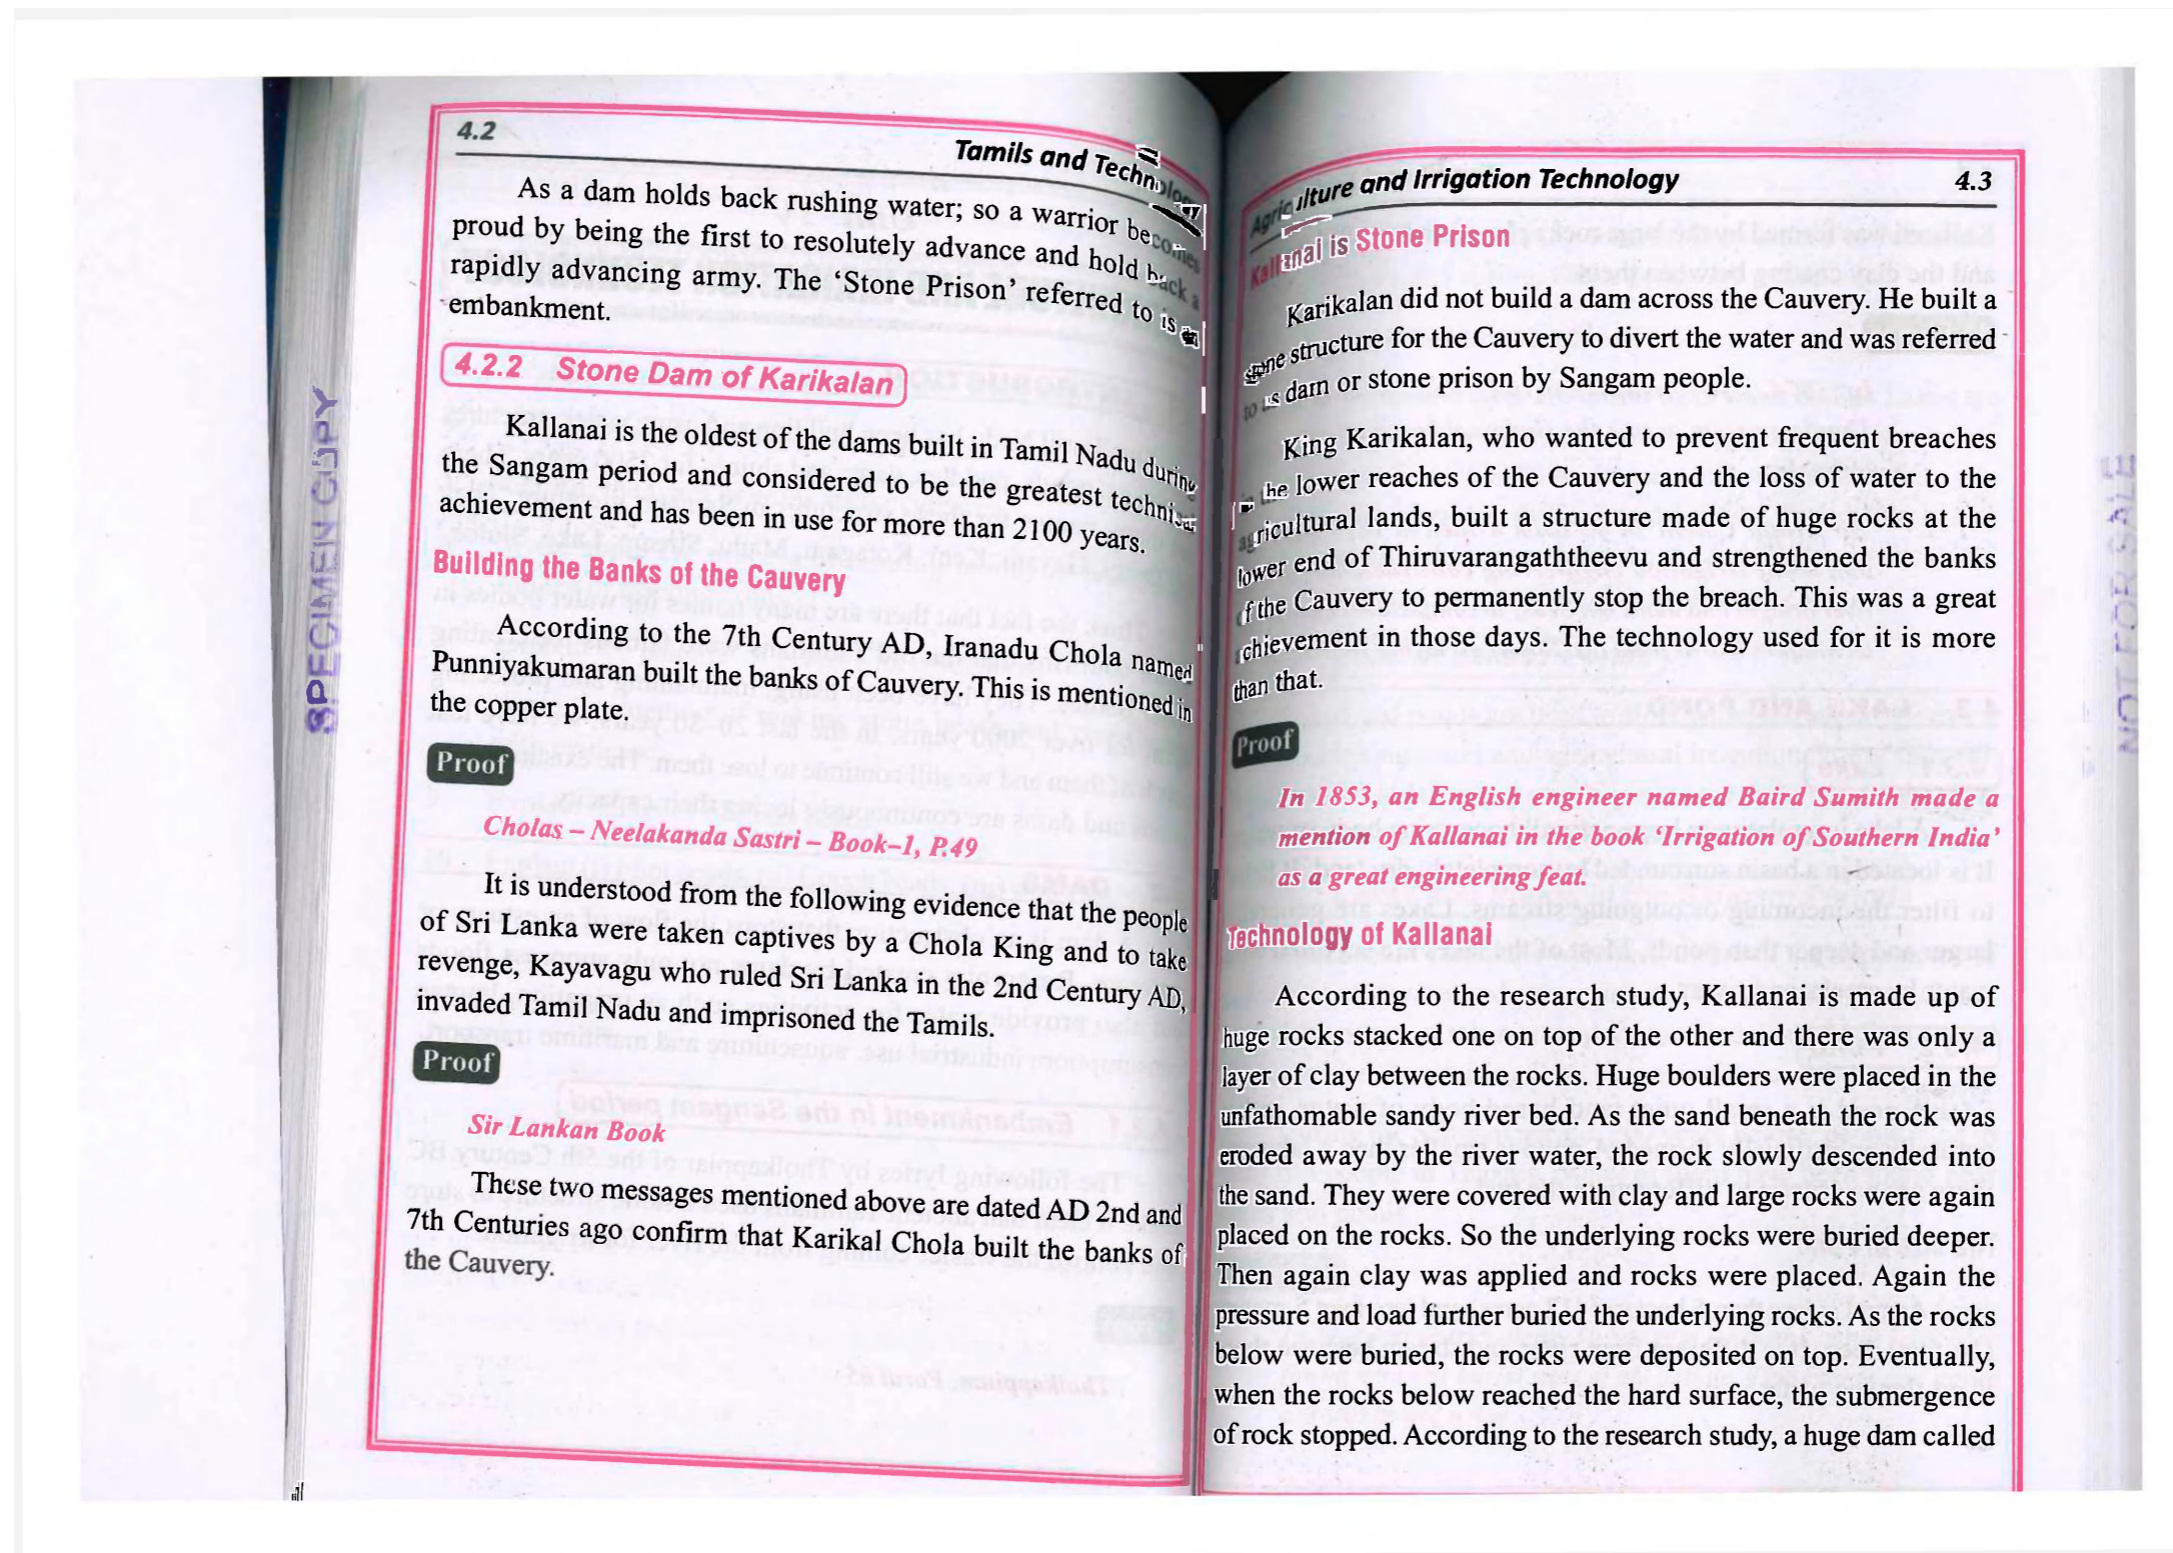 SPECIMEN COPY
4.2
Tamils and Technology
As a dam holds back rushing water; so a warrior becomes
proud by being the first to resolutely advance and hold back a
rapidly advancing army. The ‘Stone Prison’ referred to is
embankment.
4.2.2 Stone Dam of Karikalan
Kallanai is the oldest of the dams built in Tamil Nadu during
the Sangam period and considered to be the greatest technical
achievement and has been in use for more than 2100 years.
Building the Banks of the Cauvery
According to the 7th Century AD, Iranadu Chola named
Punniyakumaran built the banks of Cauvery. This is mentioned in
the copper plate.
Proof
Cholas – Neelakanda Sastri – Book–1, P.49
It is understood from the following evidence that the people
of Sri Lanka were taken captives by a Chola King and to take
revenge, Kayavagu who ruled Sri Lanka in the 2nd Century AD,
invaded Tamil Nadu and imprisoned the Tamils.
Proof
Sir Lankan Book
These two messages mentioned above are dated AD 2nd and
7th Centuries ago confirm that Karikal Chola built the banks of
the Cauvery.
Agriculture and Irrigation Technology
4.3
Kallanai is Stone Prison
Karikalan did not build a dam across the Cauvery. He built a
stone structure for the Cauvery to divert the water and was referred
to as dam or stone prison by Sangam people.
King Karikalan, who wanted to prevent frequent breaches
in the lower reaches of the Cauvery and the loss of water to the
agricultural lands, built a structure made of huge rocks at the
lower end of Thiruvarangaththeevu and strengthened the banks
of the Cauvery to permanently stop the breach. This was a great
achievement in those days. The technology used for it is more
than that.
Proof
In 1853, an English engineer named Baird Sumith made a
mention of Kallanai in the book ‘Irrigation of Southern India’
as a great engineering feat.
Technology of Kallanai
According to the research study, Kallanai is made up of
huge rocks stacked one on top of the other and there was only a
layer of clay between the rocks. Huge boulders were placed in the
unfathomable sandy river bed. As the sand beneath the rock was
eroded away by the river water, the rock slowly descended into
the sand. They were covered with clay and large rocks were again
placed on the rocks. So the underlying rocks were buried deeper.
Then again clay was applied and rocks were placed. Again the
pressure and load further buried the underlying rocks. As the rocks
below were buried, the rocks were deposited on top. Eventually,
when the rocks below reached the hard surface, the submergence
of rock stopped. According to the research study, a huge dam called
NOT FOR SALE